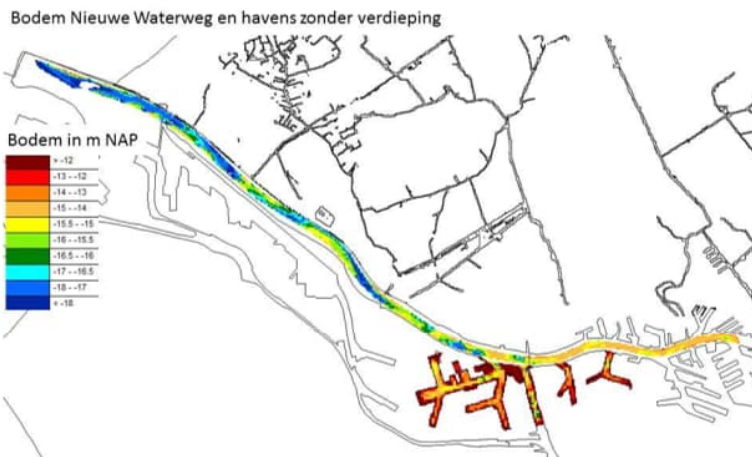 Bodem Nieuwe Waterweg en havens zonder verdieping
Bodem in m NAP
> -12
-13 - -12
-14 - -13
-15 - -14
-15.5 - -15
-16 - -15.5
-16.5 - -16
-17 - -16.5
-18 - -17
< -18